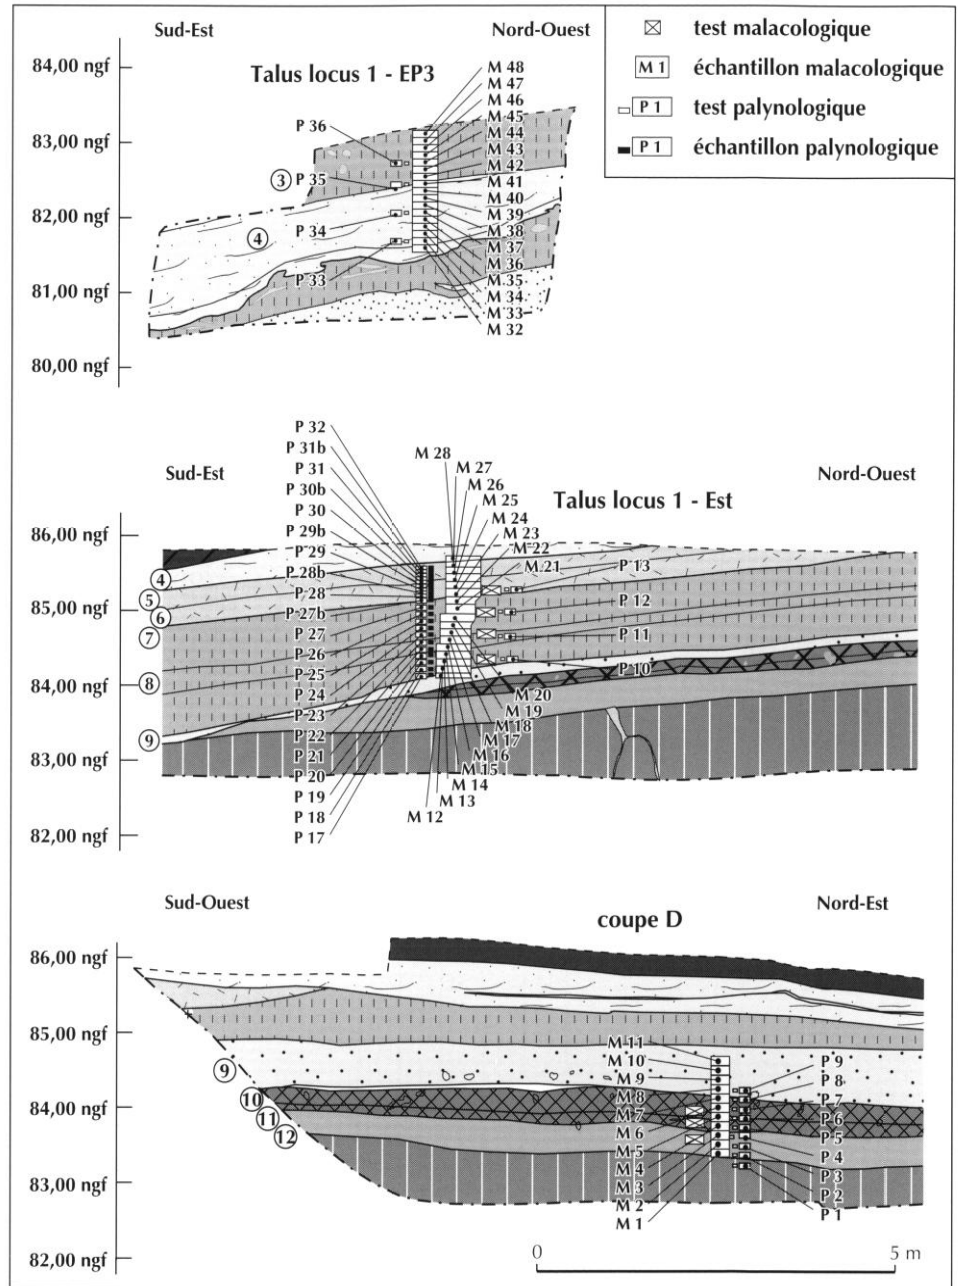 Sud-Est
Nord-Ouest
test malacologique
M 1 échantillon malacologique
P 1 test palynologique
P 1 échantillon palynologique
Talus locus 1 - EP3
84,00 ngf
83,00 ngf
82,00 ngf
81,00 ngf
80,00 ngf
P 36
3 P 35
P 34
4
P 33
M 48
M 47
M 46
M 45
M 44
M 43
M 42
M 41
M 40
M 39
M 38
M 37
M 36
M 35
M 34
M 33
M 32
Sud-Est
Nord-Ouest
Talus locus 1 - Est
86,00 ngf
85,00 ngf
84,00 ngf
83,00 ngf
82,00 ngf
4
5
6
7
8
9
P 32
P 31b
P 31
P 30b
P 30
P 29b
P 29
P 28b
P 28
P 27b
P 27
P 26
P 25
P 24
P 23
P 22
P 21
P 20
P 19
P 18
P 17
M 28
M 27
M 26
M 25
M 24
M 23
M 22
M 21
P 13
P 12
P 11
P 10
M 20
M 19
M 18
M 17
M 16
M 15
M 14
M 13
M 12
Sud-Ouest
Nord-Est
coupe D
86,00 ngf
85,00 ngf
84,00 ngf
83,00 ngf
82,00 ngf
9
10
11
12
M 11
M 10
M 9
M 8
M 7
M 6
M 5
M 4
M 3
M 2
M 1
P 9
P 8
P 7
P 6
P 5
P 4
P 3
P 2
P 1
0 5 m